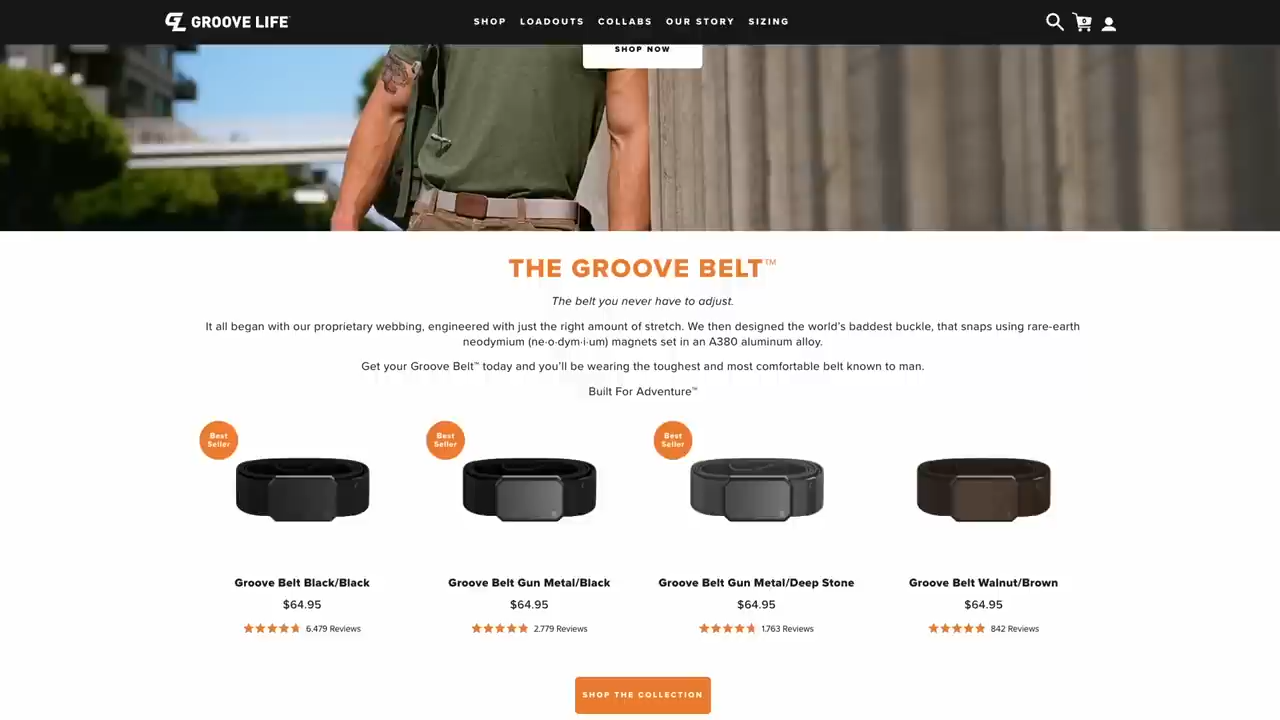 GROOVE LIFE
SHOP LOADOUTS COLLABS OUR STORY SIZING
0
SHOP NOW
THE GROOVE BELT™
The belt you never have to adjust.
It all began with our proprietary webbing, engineered with just the right amount of stretch. We then designed the world's baddest buckle, that snaps using rare-earth
neodymium (ne·o·dym·i·um) magnets set in an A380 aluminum alloy.
Get your Groove Belt™ today and you'll be wearing the toughest and most comfortable belt known to man.
Built For Adventure™
Best Seller
Best Seller
Best Seller
Groove Belt Black/Black
$64.95
6,479 Reviews
Groove Belt Gun Metal/Black
$64.95
2,779 Reviews
Groove Belt Gun Metal/Deep Stone
$64.95
1,763 Reviews
Groove Belt Walnut/Brown
$64.95
842 Reviews
SHOP THE COLLECTION